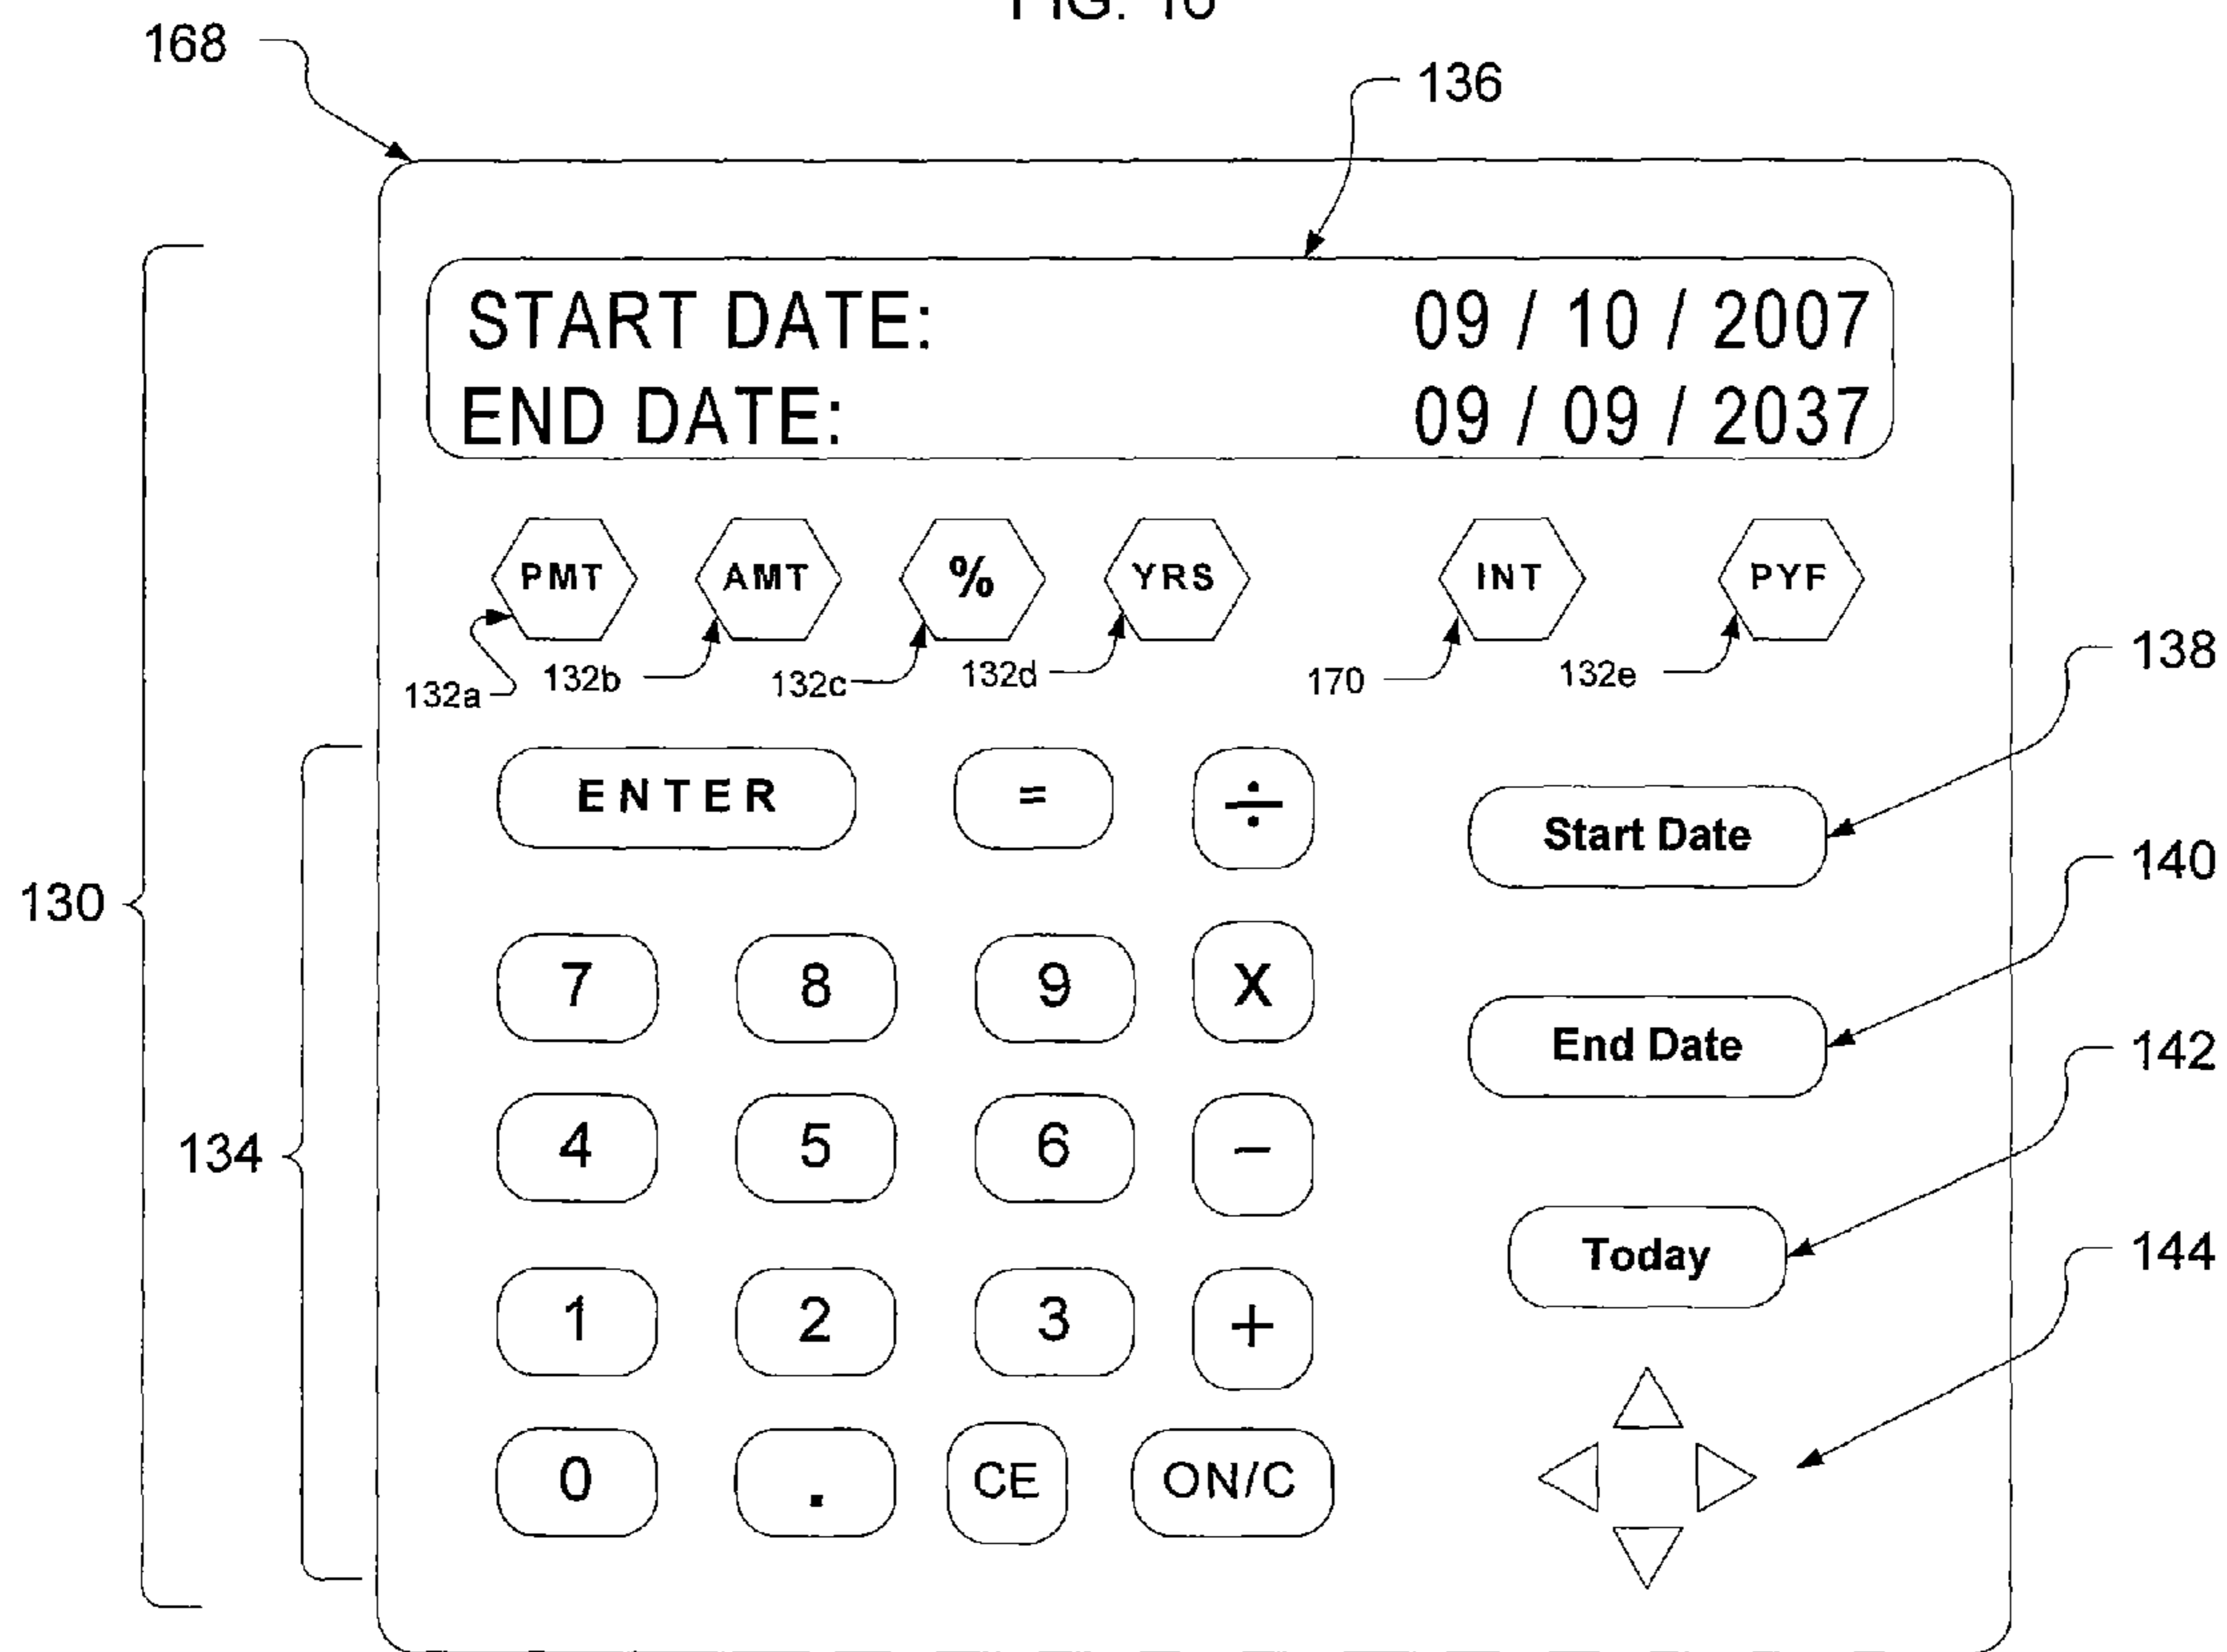 168
136
START DATE: 09 / 10 / 2007
END DATE: 09 / 09 / 2037
PMT AMT % YRS INT PYF
132a 132b 132c 132d 170 132e
138
ENTER = ÷ Start Date
140
130
7 8 9 X End Date
142
134
4 5 6 − Today
144
1 2 3 +
0 . CE ON/C